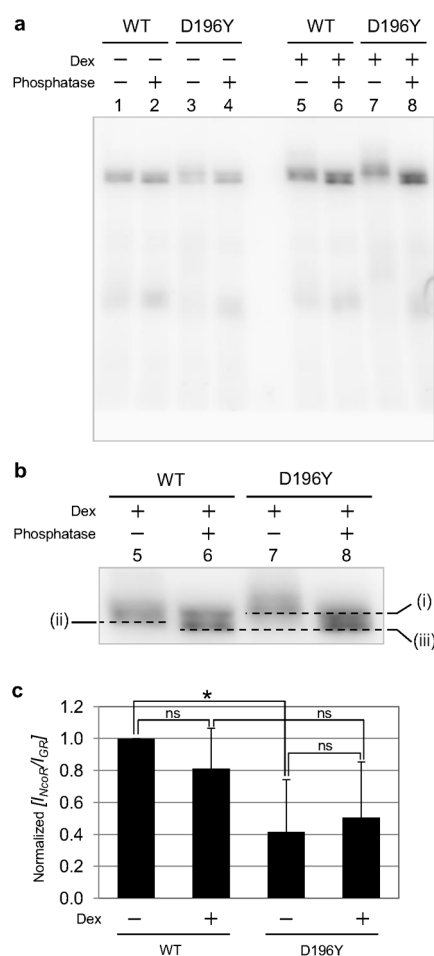 a
WT D196Y WT D196Y
Dex − − − − + + + +
Phosphatase − + − + − + − +
1 2 3 4 5 6 7 8
b
WT D196Y
Dex + + + +
Phosphatase − + − +
5 6 7 8
(i)
(ii)
(iii)
c
Normalized [I_NcoR/I_GR]
1.2
1.0
0.8
0.6
0.4
0.2
0.0
*
ns ns
ns
Dex − + − +
WT D196Y